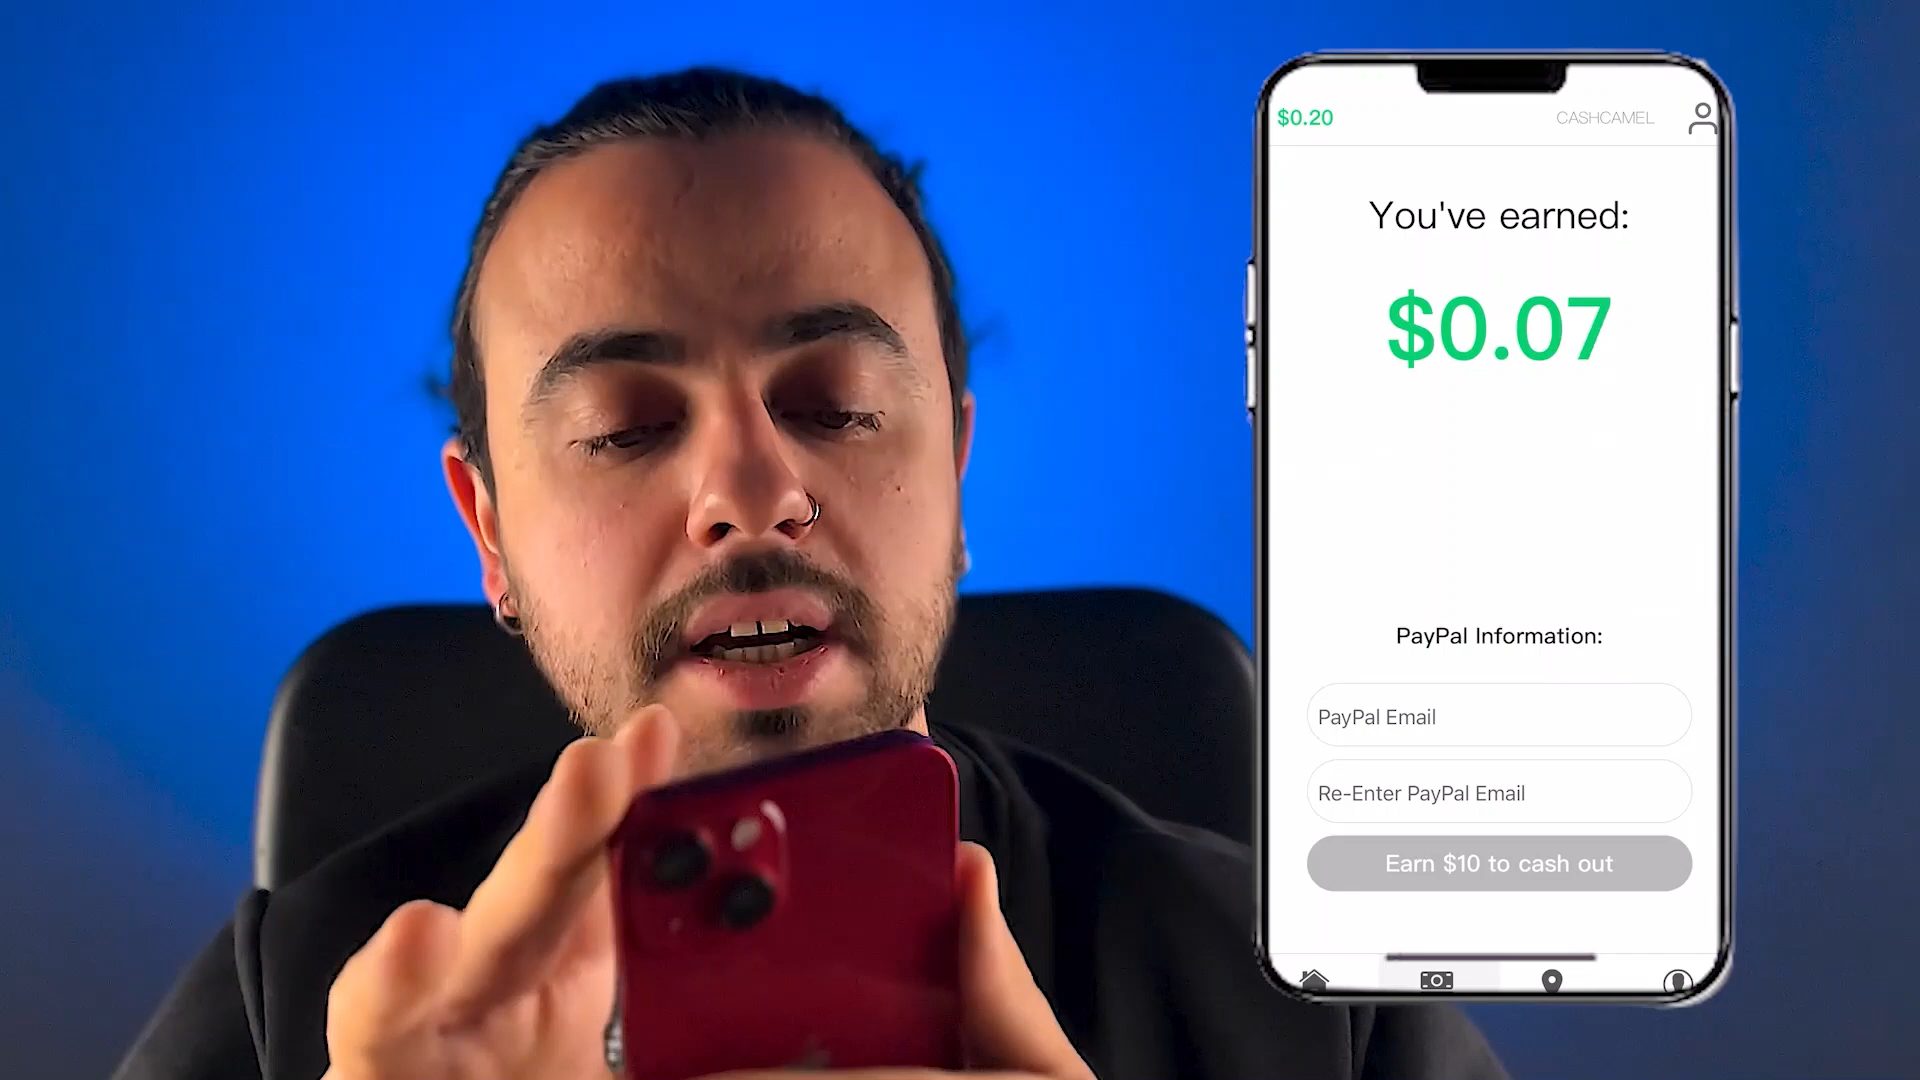 $0.20
CASHCAMEL
You've earned:
$0.07
PayPal Information:
PayPal Email
Re-Enter PayPal Email
Earn $10 to cash out